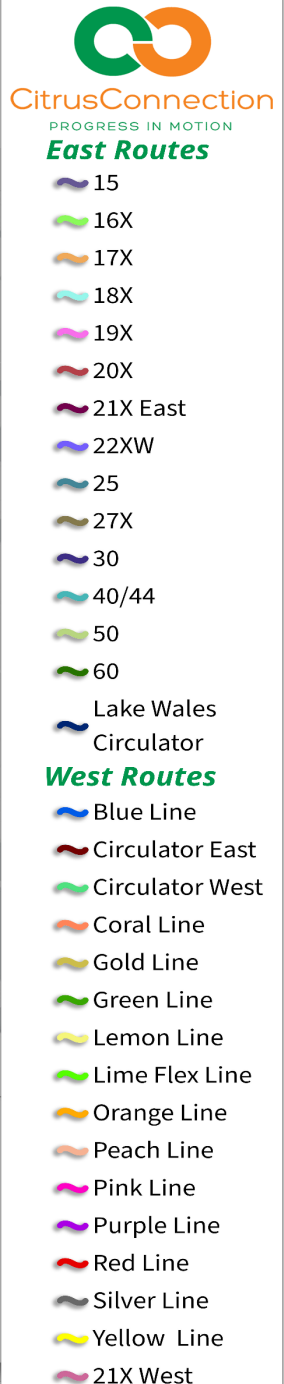 CitrusConnection
PROGRESS IN MOTION
East Routes
15
16X
17X
18X
19X
20X
21X East
22XW
25
27X
30
40/44
50
60
Lake Wales
Circulator
West Routes
Blue Line
Circulator East
Circulator West
Coral Line
Gold Line
Green Line
Lemon Line
Lime Flex Line
Orange Line
Peach Line
Pink Line
Purple Line
Red Line
Silver Line
Yellow  Line
21X West